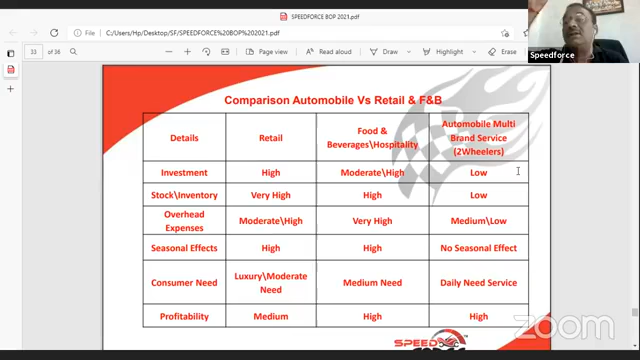 SPEEDFORCE BOP 2021.pdf
File
C:/Users/Hp/Desktop/SF/SPEEDFORCE%20BOP%202021.pdf
33
of 36
Page view
Read aloud
Draw
Highlight
Erase
Speedforce
Comparison Automobile Vs Retail & F&B
Details
Retail
Food &
Beverages\Hospitality
Automobile Multi
Brand Service
(2Wheelers)
Investment
High
Moderate\High
Low
Stock\Inventory
Very High
High
Low
Overhead
Expenses
Moderate\High
Very High
Medium\Low
Seasonal Effects
High
High
No Seasonal Effect
Consumer Need
Luxury\Moderate
Need
Medium Need
Daily Need Service
Profitability
Medium
High
High
SPEED
zoom